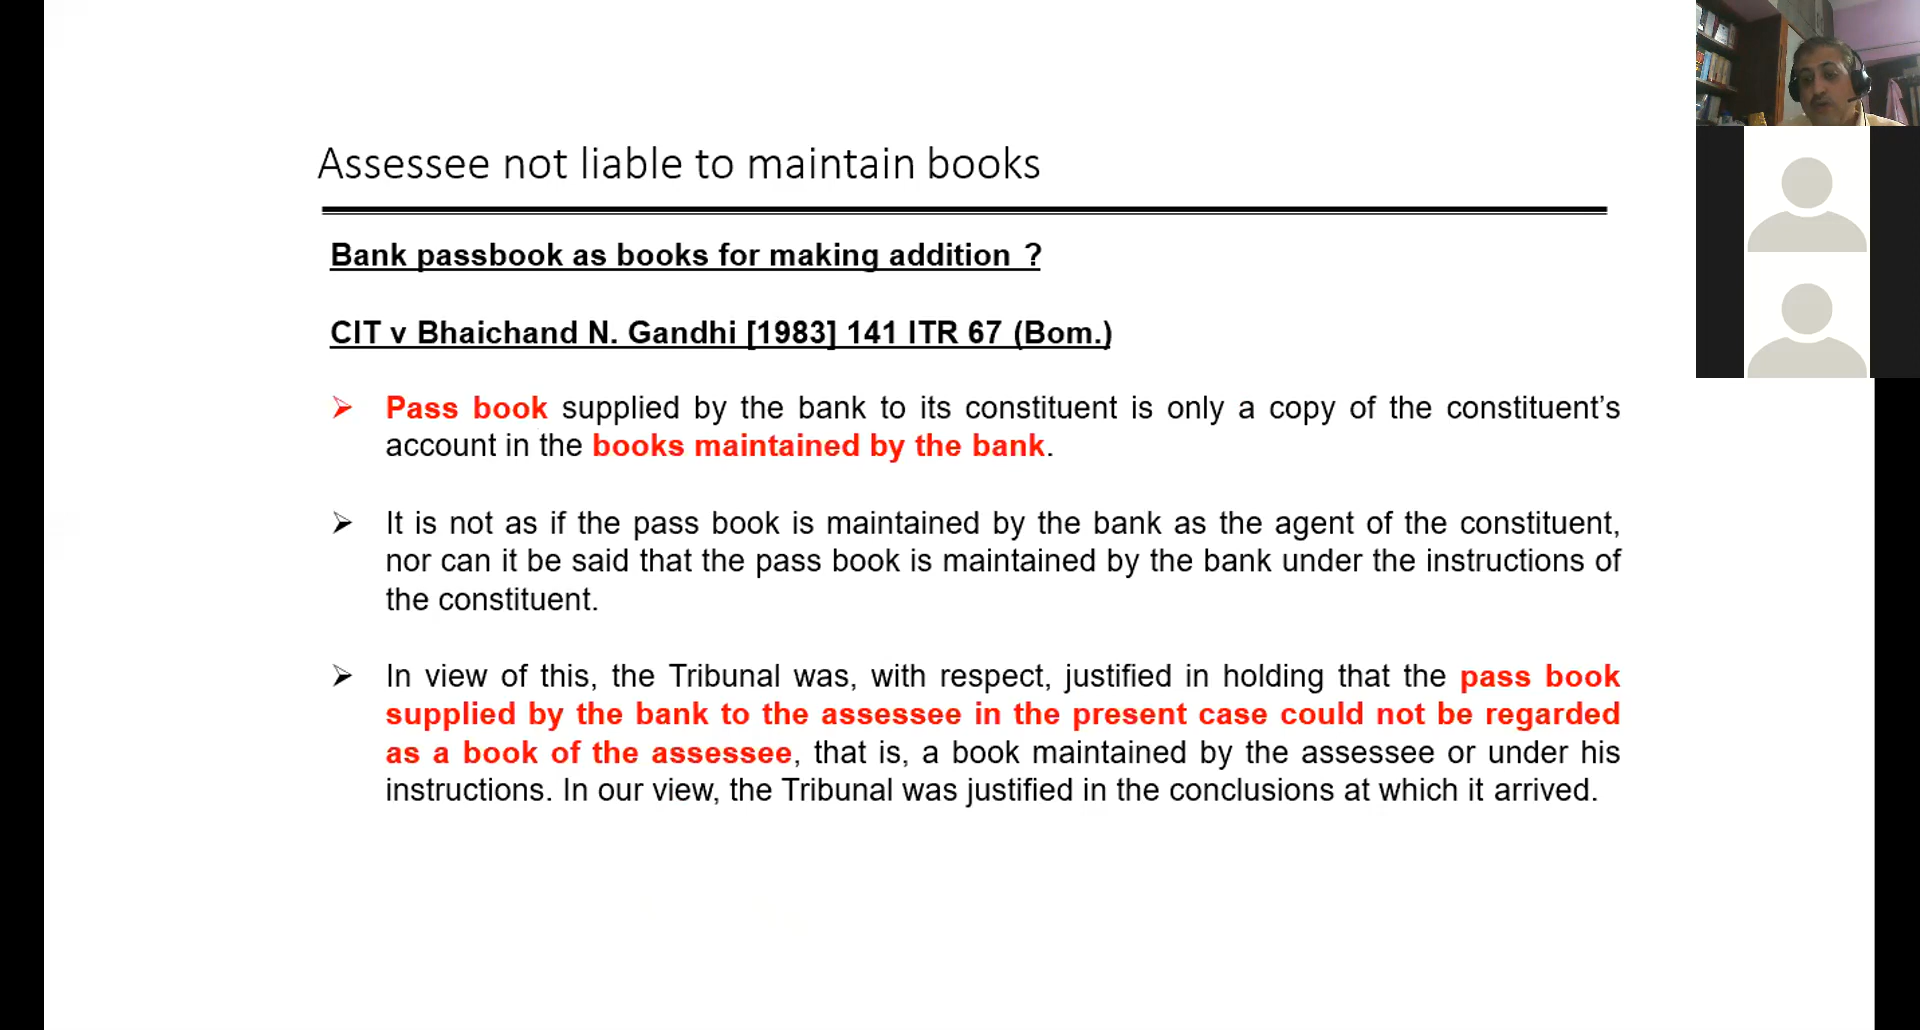 Assessee not liable to maintain books
Bank passbook as books for making addition ?
CIT v Bhaichand N. Gandhi [1983] 141 ITR 67 (Bom.)
➢ Pass book supplied by the bank to its constituent is only a copy of the constituent’s
account in the books maintained by the bank.
➢ It is not as if the pass book is maintained by the bank as the agent of the constituent,
nor can it be said that the pass book is maintained by the bank under the instructions of
the constituent.
➢ In view of this, the Tribunal was, with respect, justified in holding that the pass book
supplied by the bank to the assessee in the present case could not be regarded
as a book of the assessee, that is, a book maintained by the assessee or under his
instructions. In our view, the Tribunal was justified in the conclusions at which it arrived.